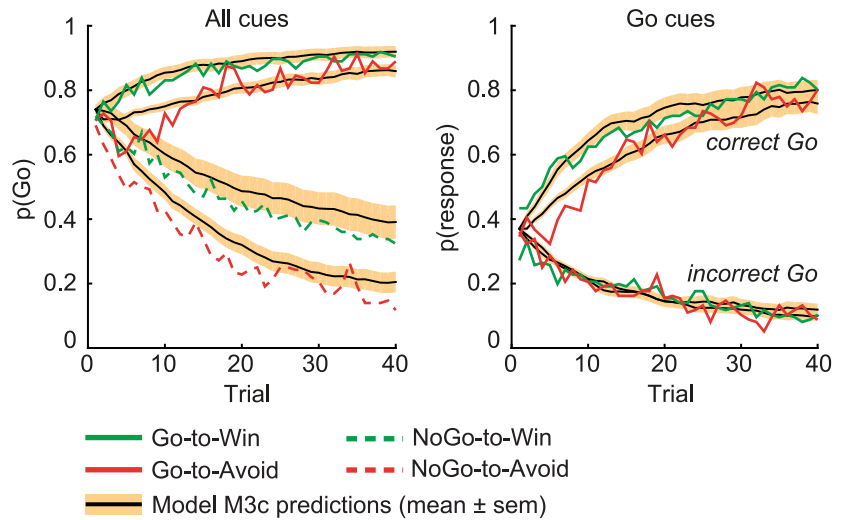 All cues
Go cues
1
0.8
0.6
0.4
0.2
0
p(Go)
0 10 20 30 40
Trial
1
0.8
0.6
0.4
0.2
0
p(response)
correct Go
incorrect Go
0 10 20 30 40
Trial
Go-to-Win
NoGo-to-Win
Go-to-Avoid
NoGo-to-Avoid
Model M3c predictions (mean ± sem)